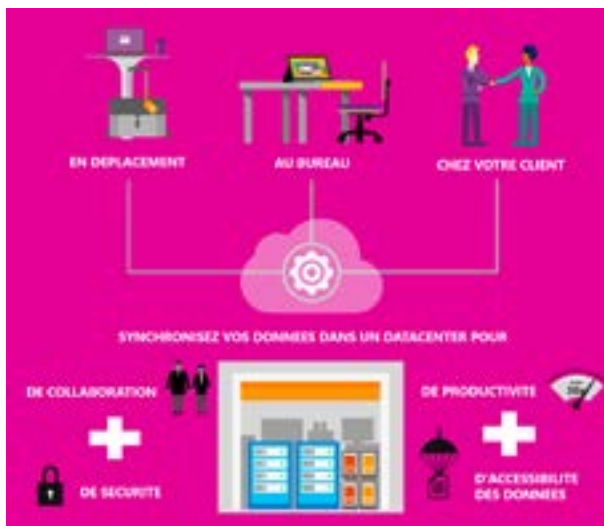 EN DEPLACEMENT
AU BUREAU
CHEZ VOTRE CLIENT
SYNCHRONISEZ VOS DONNEES DANS UN DATACENTER POUR
DE COLLABORATION
DE SECURITE
DE PRODUCTIVITE
D'ACCESSIBILITE
DES DONNEES